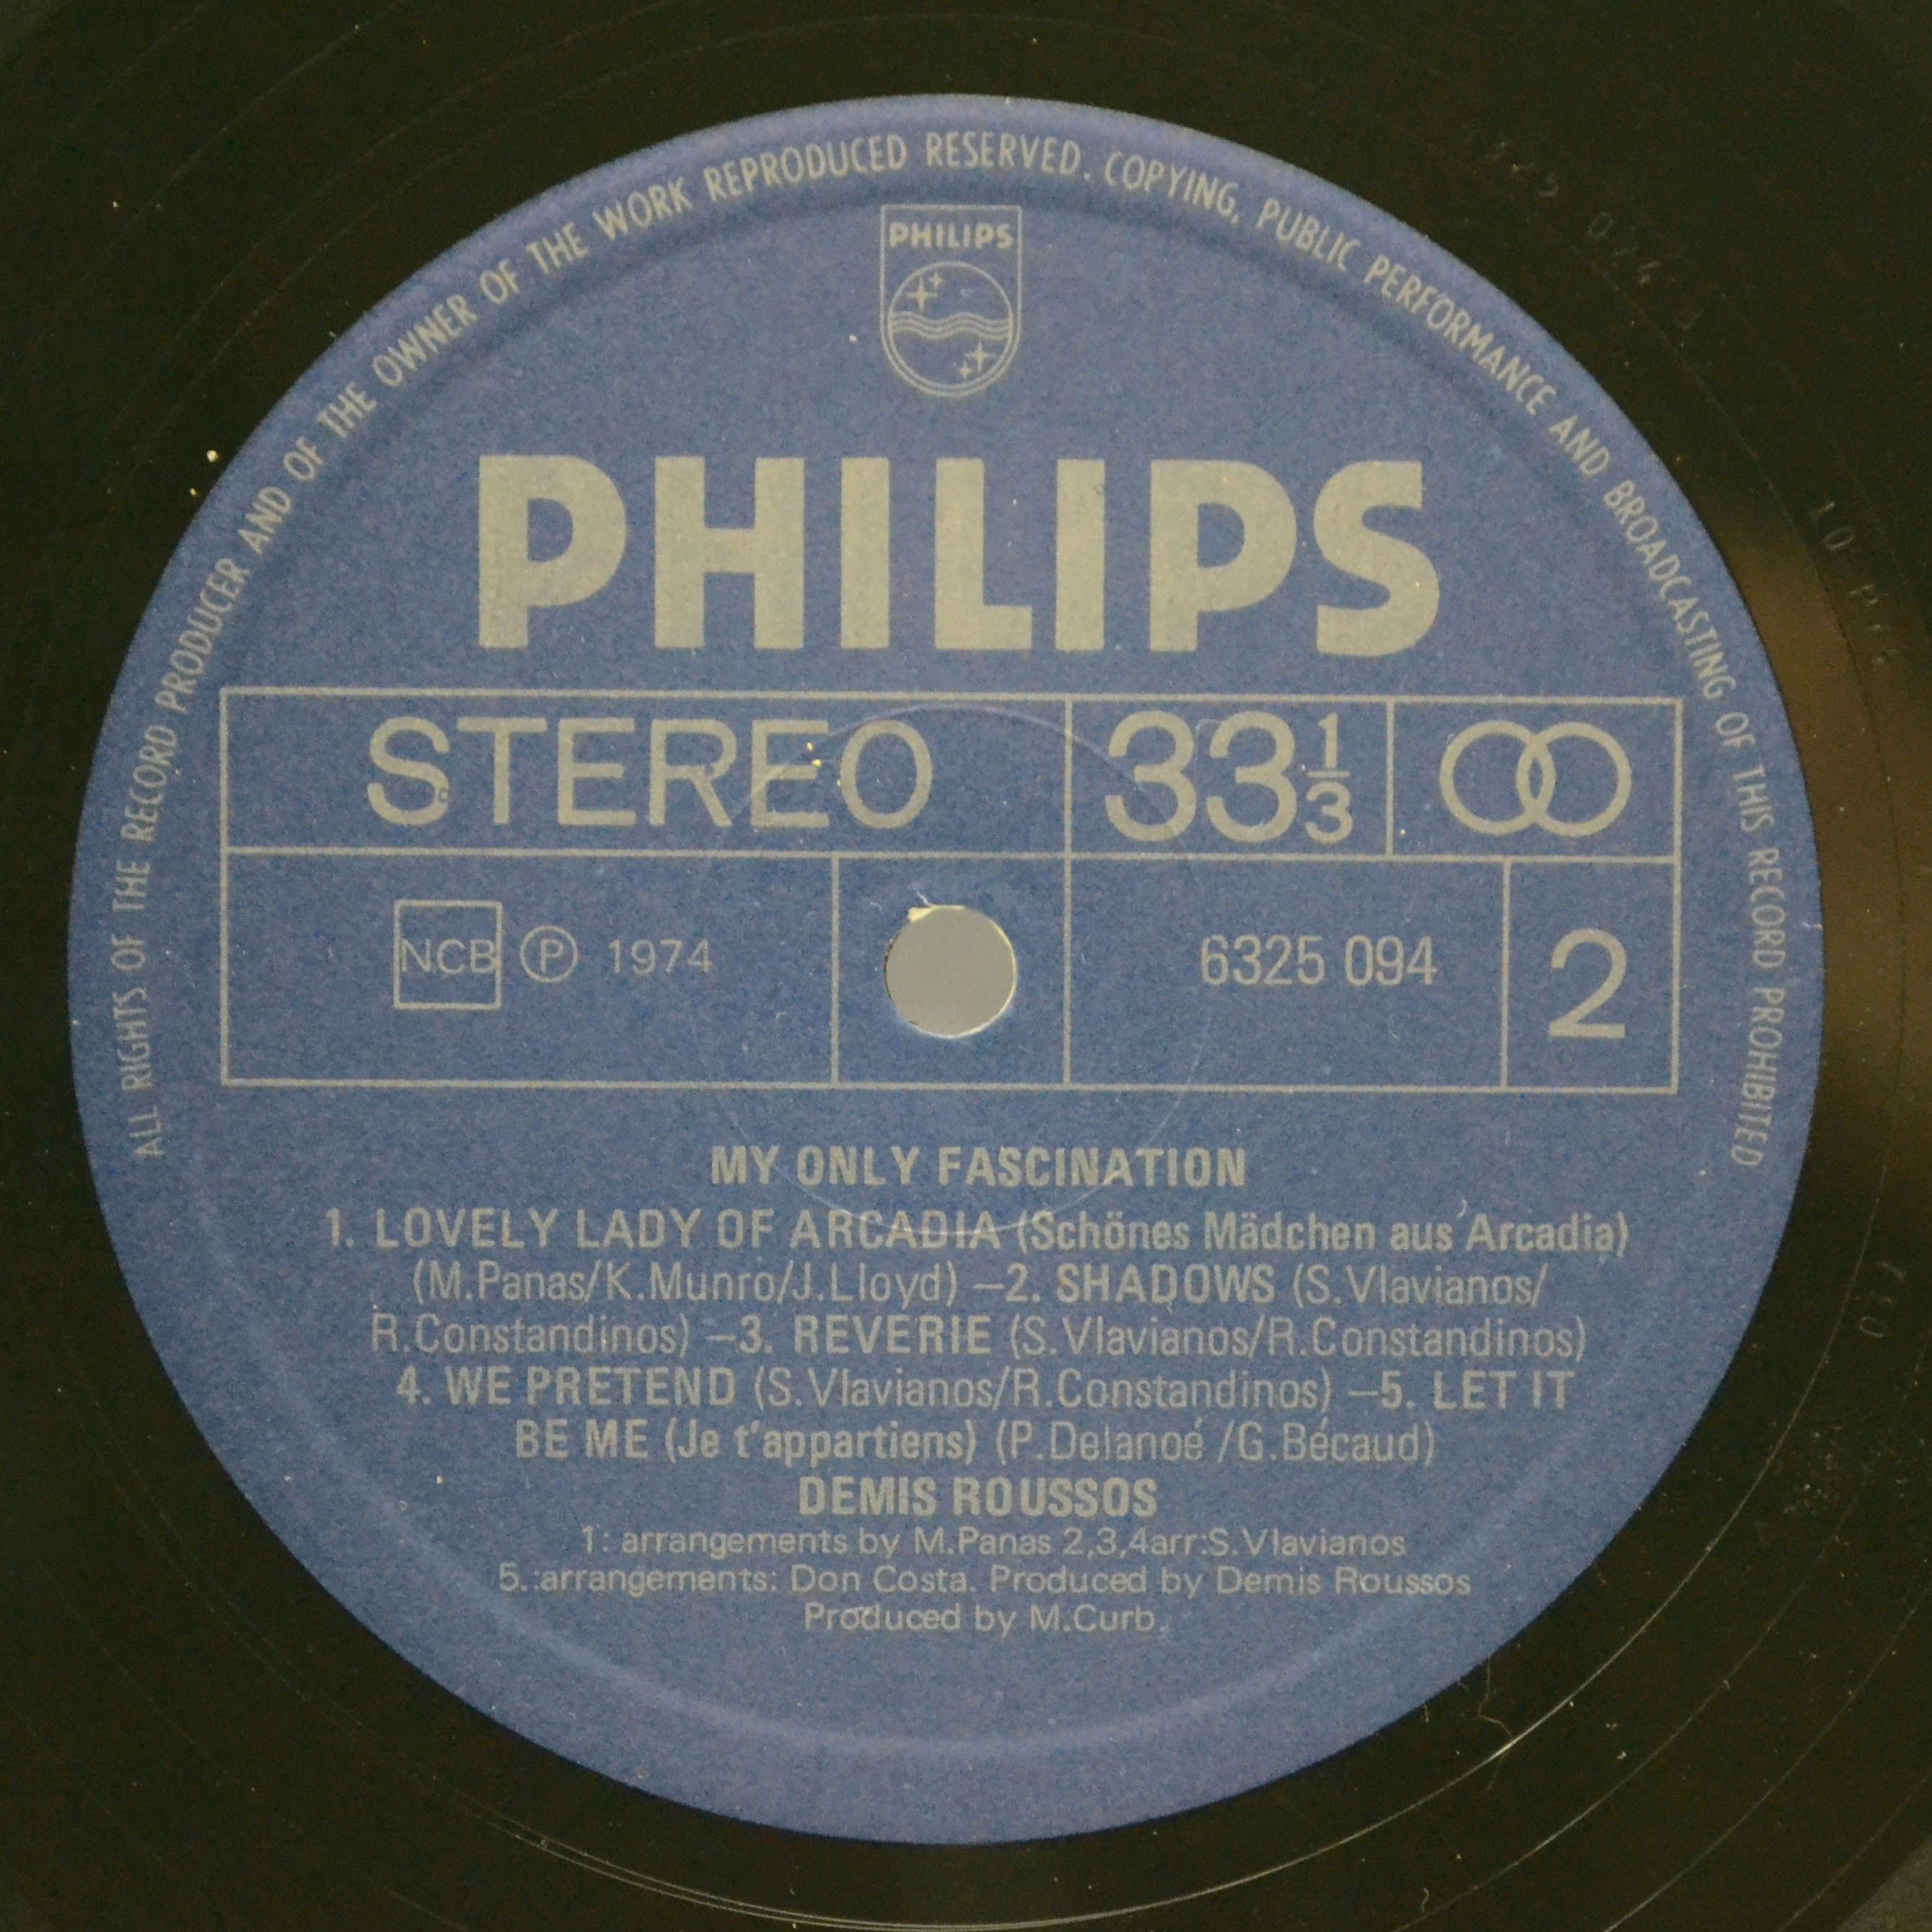 ALL RIGHTS OF THE RECORD PRODUCER AND OF THE OWNER OF THE WORK REPRODUCED RESERVED. COPYING, PUBLIC PERFORMANCE AND BROADCASTING OF THIS RECORD PROHIBITED
PHILIPS
PHILIPS
STEREO 33 1/3
NCB ℗ 1974 6325 094 2
MY ONLY FASCINATION
1. LOVELY LADY OF ARCADIA (Schönes Mädchen aus Arcadia)
(M.Panas/K.Munro/J.Lloyd) –2. SHADOWS (S.Vlavianos/
R.Constandinos) –3. REVERIE (S.Vlavianos/R.Constandinos)
4. WE PRETEND (S.Vlavianos/R.Constandinos) –5. LET IT
BE ME (Je t'appartiens) (P.Delanoé /G.Bécaud)
DEMIS ROUSSOS
1: arrangements by M.Panas 2,3,4arr:S.Vlavianos
5.:arrangements: Don Costa. Produced by Demis Roussos
Produced by M.Curb.